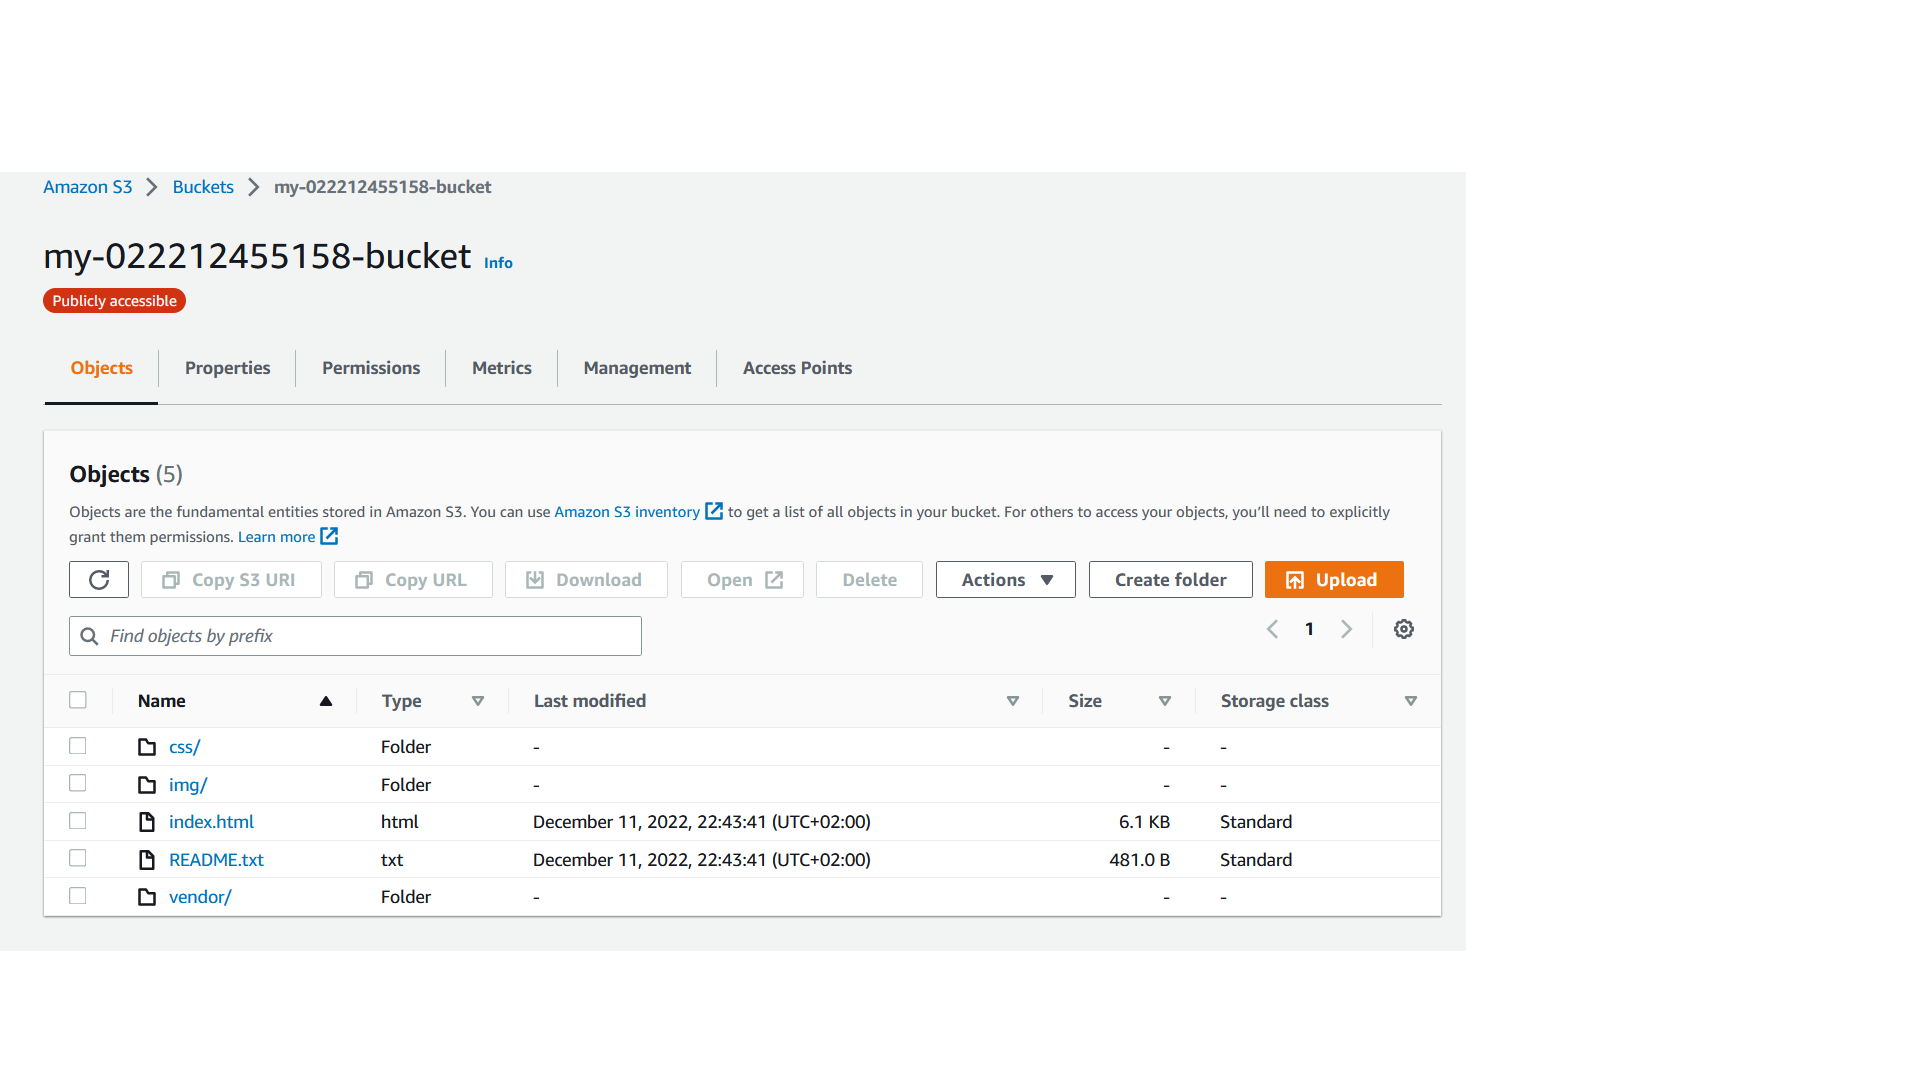 Amazon S3 > Buckets > my-022212455158-bucket
my-022212455158-bucket Info
Publicly accessible
Objects Properties Permissions Metrics Management Access Points
Objects (5)
Objects are the fundamental entities stored in Amazon S3. You can use Amazon S3 inventory to get a list of all objects in your bucket. For others to access your objects, you'll need to explicitly
grant them permissions. Learn more
Copy S3 URI Copy URL Download Open Delete Actions Create folder Upload
Find objects by prefix 1
Name Type Last modified Size Storage class
css/ Folder - - -
img/ Folder - - -
index.html html December 11, 2022, 22:43:41 (UTC+02:00) 6.1 KB Standard
README.txt txt December 11, 2022, 22:43:41 (UTC+02:00) 481.0 B Standard
vendor/ Folder - - -